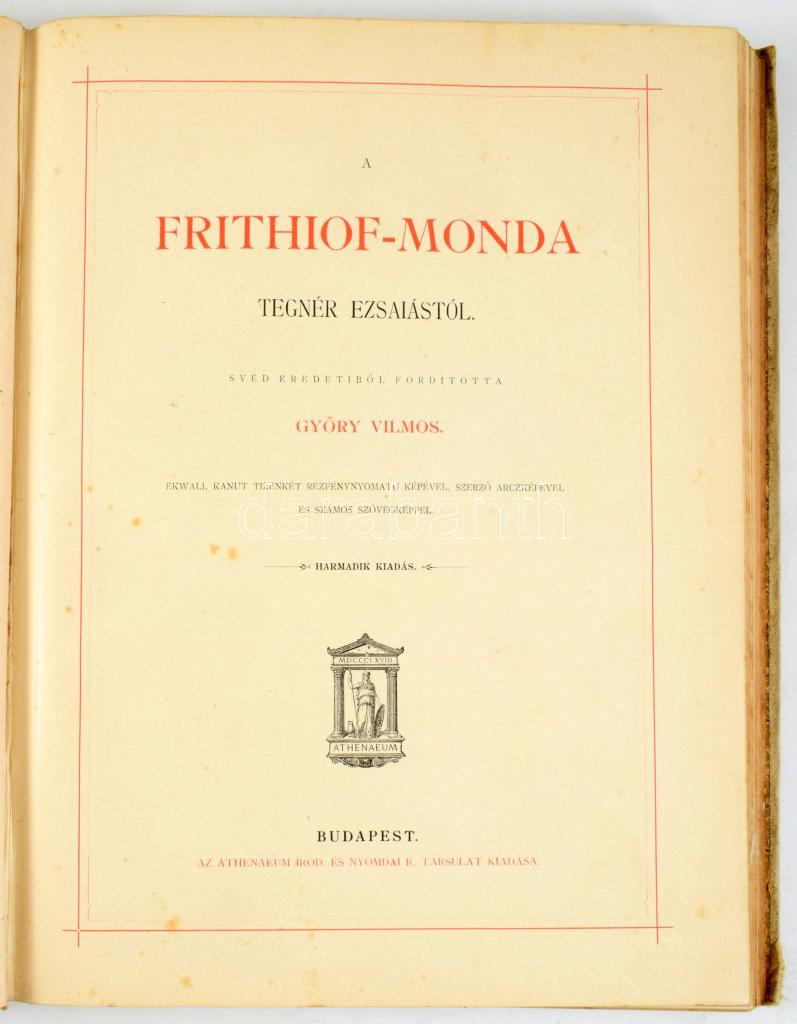 A
FRITHIOF-MONDA
TEGNÉR EZSAIÁSTÓL.
SVÉD EREDETIBŐL FORDITOTTA
GYŐRY VILMOS.
EKWALL KANUT TIZENKÉT RÉZFÉNYNYOMATU KÉPÉVEL, SZERZŐ ARCZKÉPÉVEL
ÉS SZÁMOS SZÖVEGKÉPPEL.
darabanth
HARMADIK KIADÁS.
MDCCCLXVIII
ATHENAEUM
BUDAPEST.
AZ ATHENAEUM IROD. ÉS NYOMDAI R. TÁRSULAT KIADÁSA.